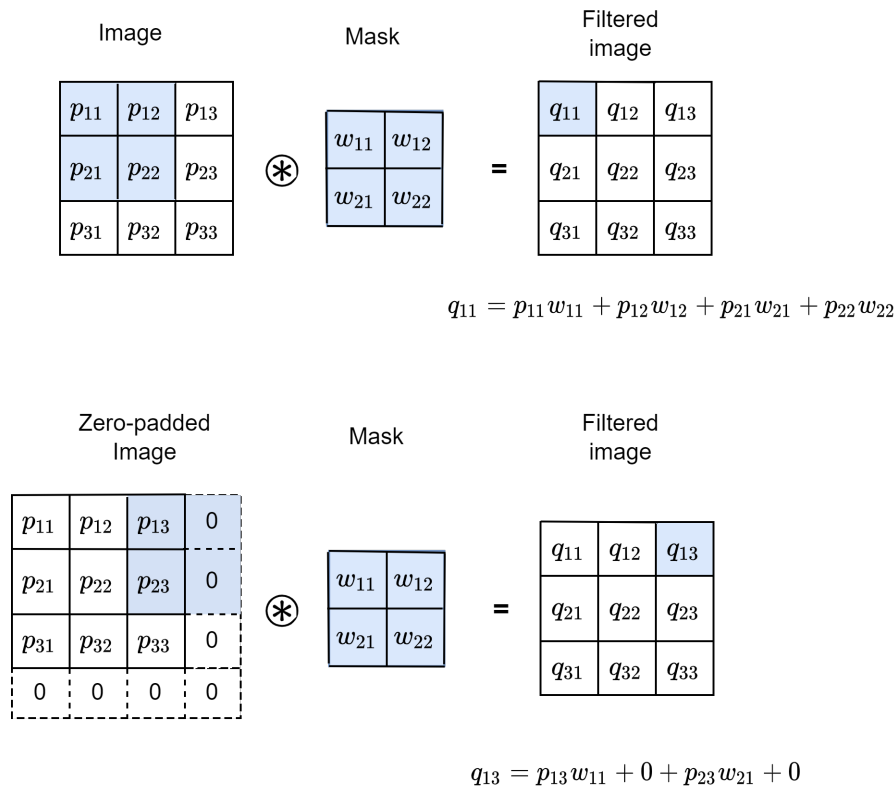 Image
Mask
Filtered
image
p₁₁ p₁₂ p₁₃
p₂₁ p₂₂ p₂₃
p₃₁ p₃₂ p₃₃
⊛
w₁₁ w₁₂
w₂₁ w₂₂
=
q₁₁ q₁₂ q₁₃
q₂₁ q₂₂ q₂₃
q₃₁ q₃₂ q₃₃
q₁₁ = p₁₁w₁₁ + p₁₂w₁₂ + p₂₁w₂₁ + p₂₂w₂₂
Zero-padded
Image
Mask
Filtered
image
p₁₁ p₁₂ p₁₃ 0
p₂₁ p₂₂ p₂₃ 0
p₃₁ p₃₂ p₃₃ 0
0 0 0 0
⊛
w₁₁ w₁₂
w₂₁ w₂₂
=
q₁₁ q₁₂ q₁₃
q₂₁ q₂₂ q₂₃
q₃₁ q₃₂ q₃₃
q₁₃ = p₁₃w₁₁ + 0 + p₂₃w₂₁ + 0